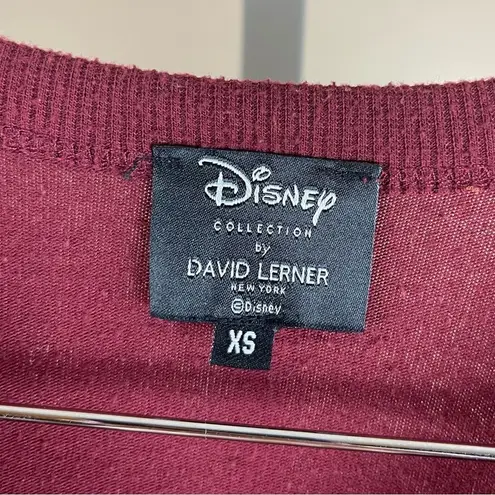 Disney
COLLECTION
by
DAVID LERNER
NEW YORK
©Disney
XS